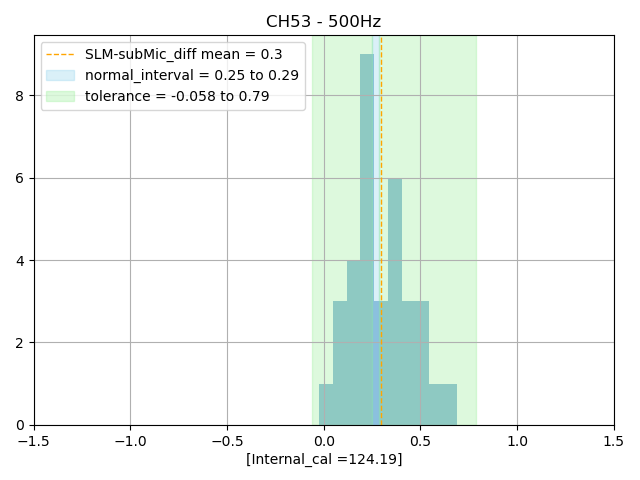 CH53 - 500Hz
SLM-subMic_diff mean = 0.3
normal_interval = 0.25 to 0.29
tolerance = -0.058 to 0.79
8
6
4
2
0
−1.5 −1.0 −0.5 0.0 0.5 1.0 1.5
[Internal_cal =124.19]